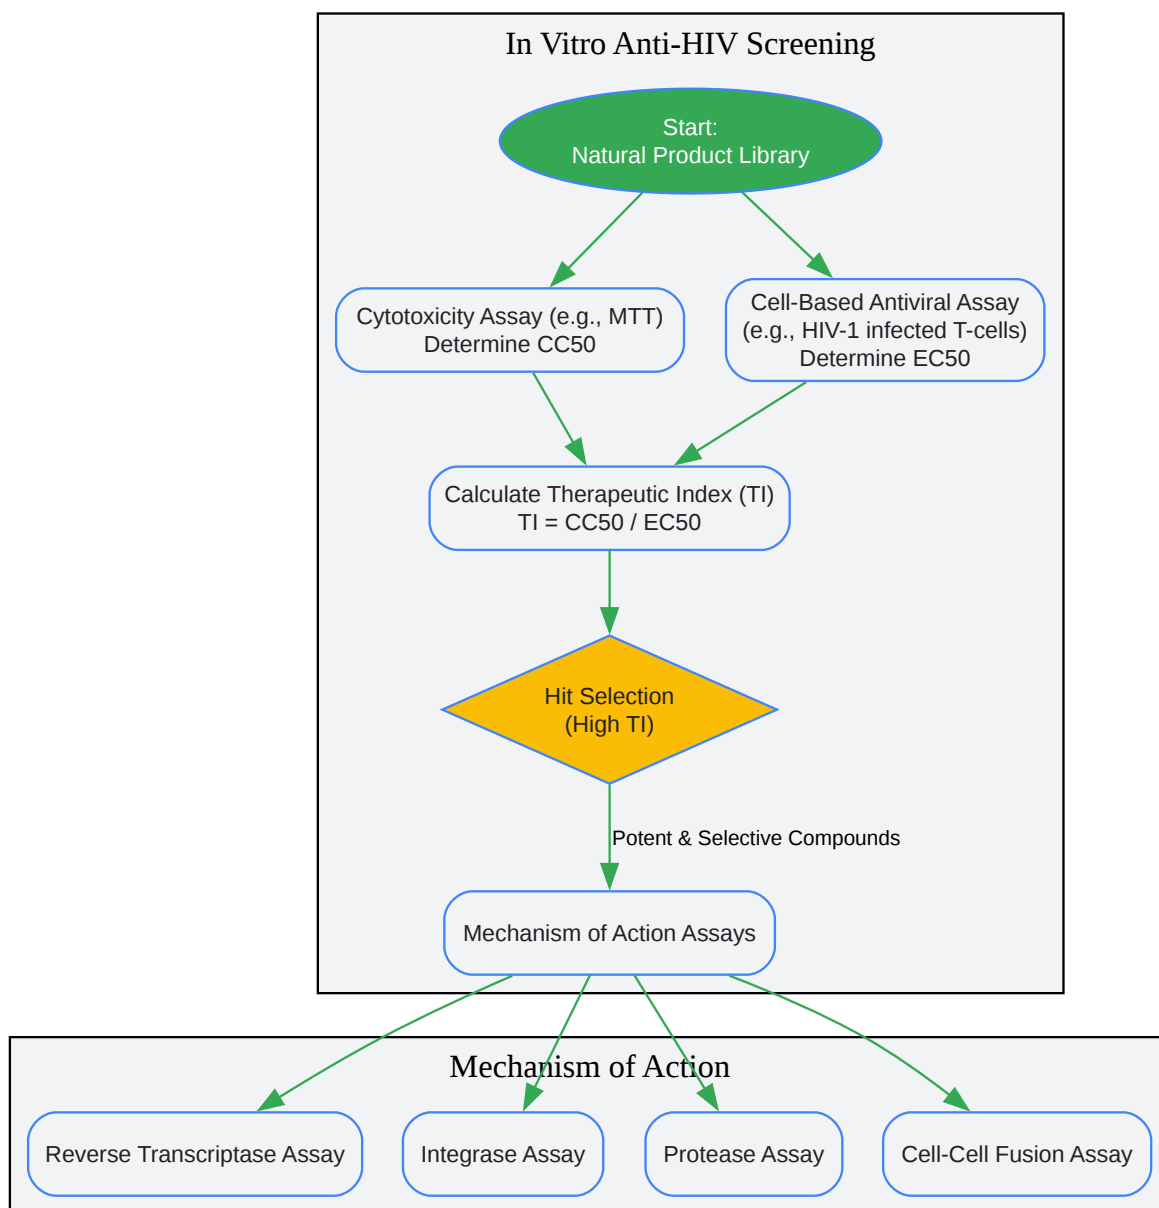 In Vitro Anti-HIV Screening
Start:
Natural Product Library
Cytotoxicity Assay (e.g., MTT)
Determine CC50
Cell-Based Antiviral Assay
(e.g., HIV-1 infected T-cells)
Determine EC50
Calculate Therapeutic Index (TI)
TI = CC50 / EC50
Hit Selection
(High TI)
Potent & Selective Compounds
Mechanism of Action Assays
Mechanism of Action
Reverse Transcriptase Assay
Integrase Assay
Protease Assay
Cell-Cell Fusion Assay